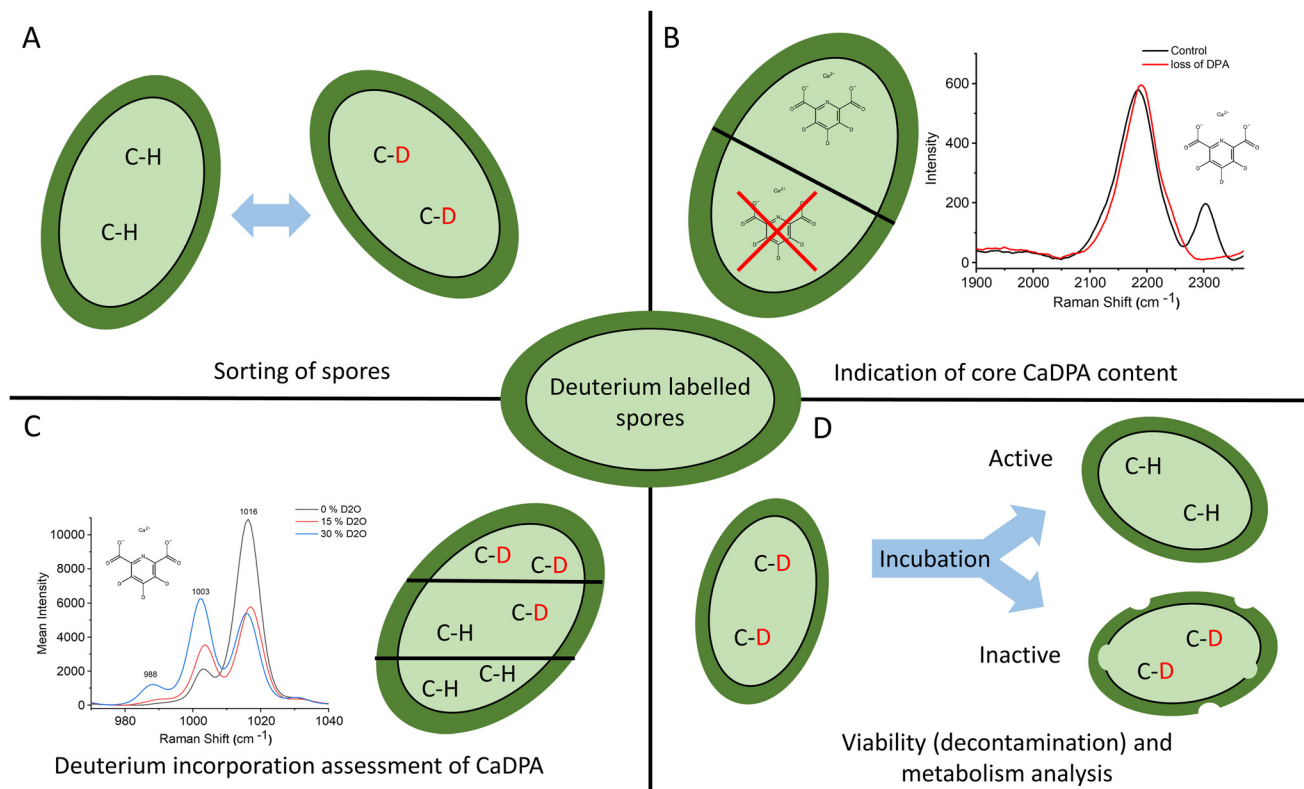 A
C-H
C-H
C-D
C-D
Sorting of spores
B
Ca2+
O-
O-
N
O
O
D
D
D
Ca2+
O-
O-
N
O
O
D
D
D
Control
loss of DPA
Ca2+
O-
O-
N
O
O
D
D
D
600
400
200
0
Intensity
1900 2000 2100 2200 2300
Raman Shift (cm -1)
Indication of core CaDPA content
Deuterium labelled
spores
C
0 % D2O
15 % D2O
30 % D2O
1016
1003
988
Ca2+
O-
O-
N
O
O
D
D
D
10000
8000
6000
4000
2000
0
Mean Intensity
980 1000 1020 1040
Raman Shift (cm-1)
C-D
C-D
C-D
C-H
C-H
C-H
Deuterium incorporation assessment of CaDPA
D
Active
C-H
C-H
C-D
C-D
Incubation
Inactive
C-D
C-D
Viability (decontamination) and
metabolism analysis